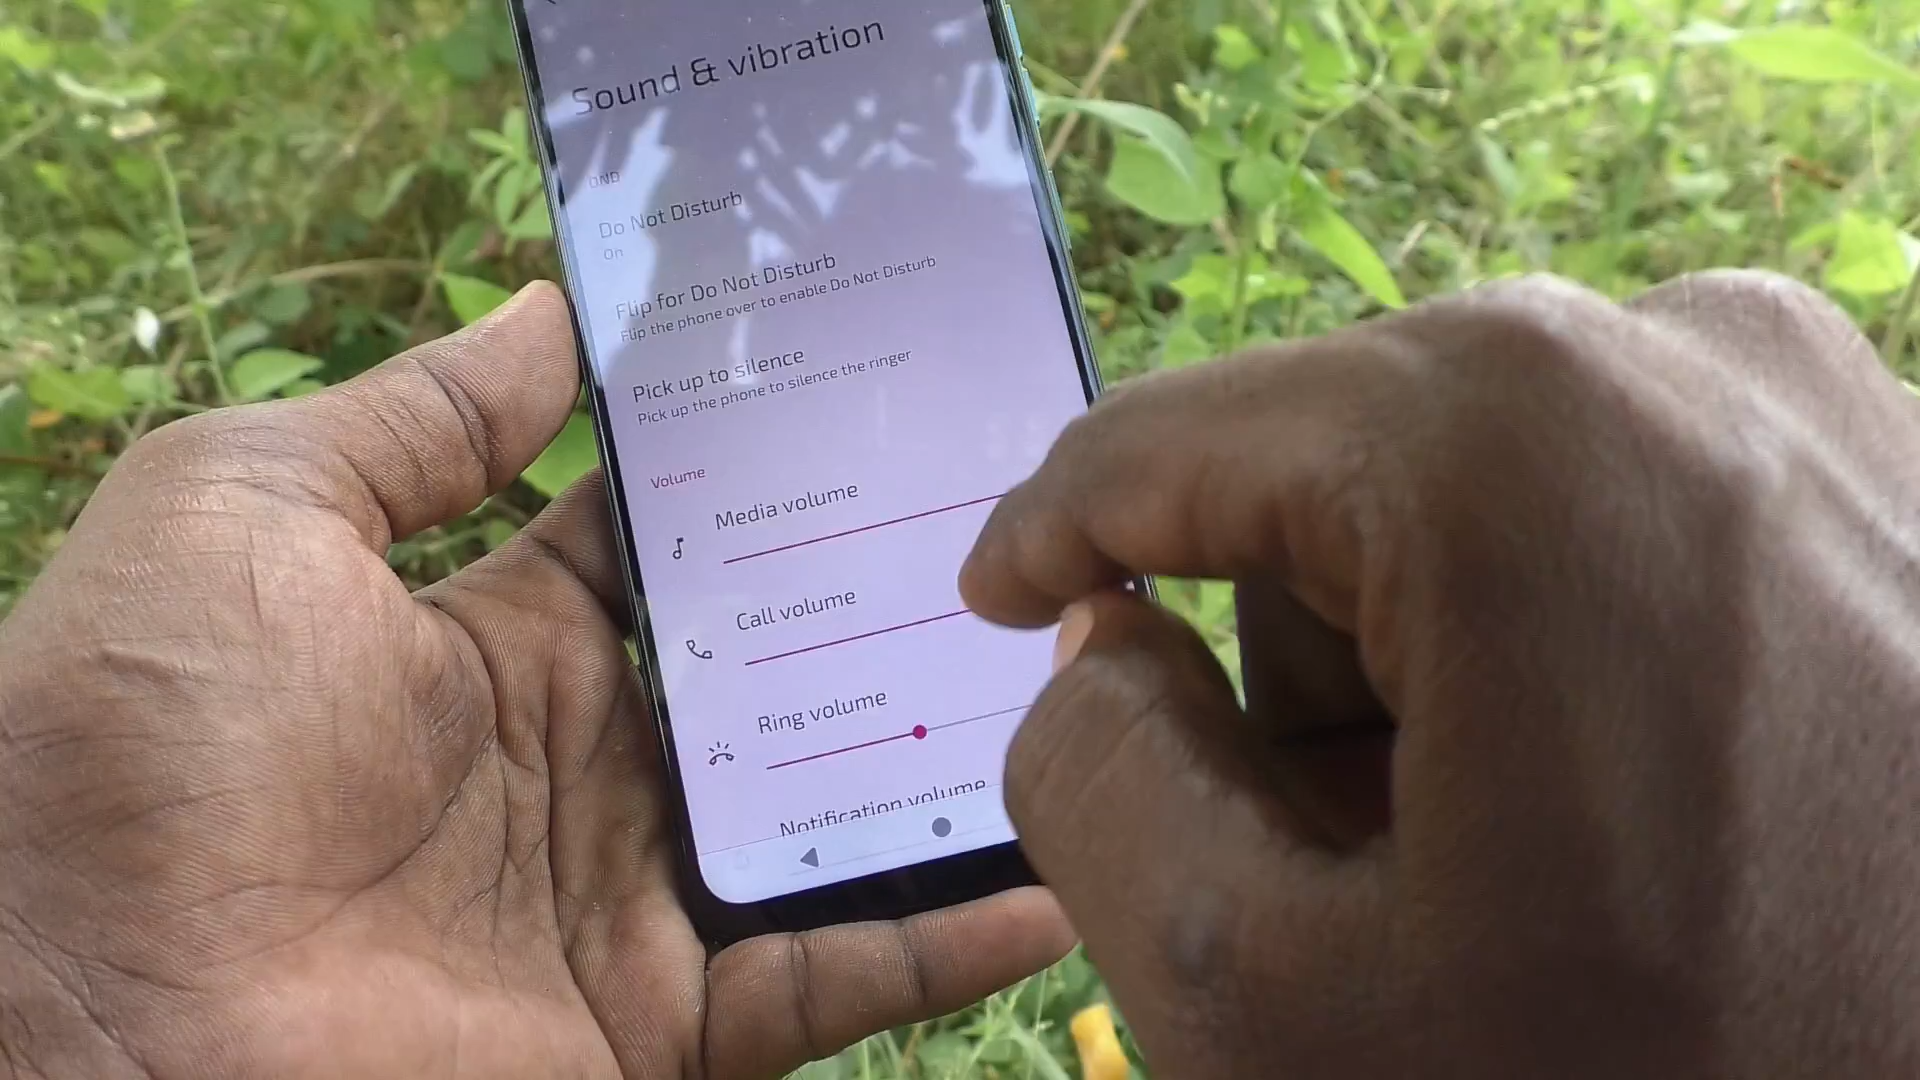 Sound & vibration
DND
Do Not Disturb
On
Flip for Do Not Disturb
Flip the phone over to enable Do Not Disturb
Pick up to silence
Pick up the phone to silence the ringer
Volume
Media volume
Call volume
Ring volume
Notification volume